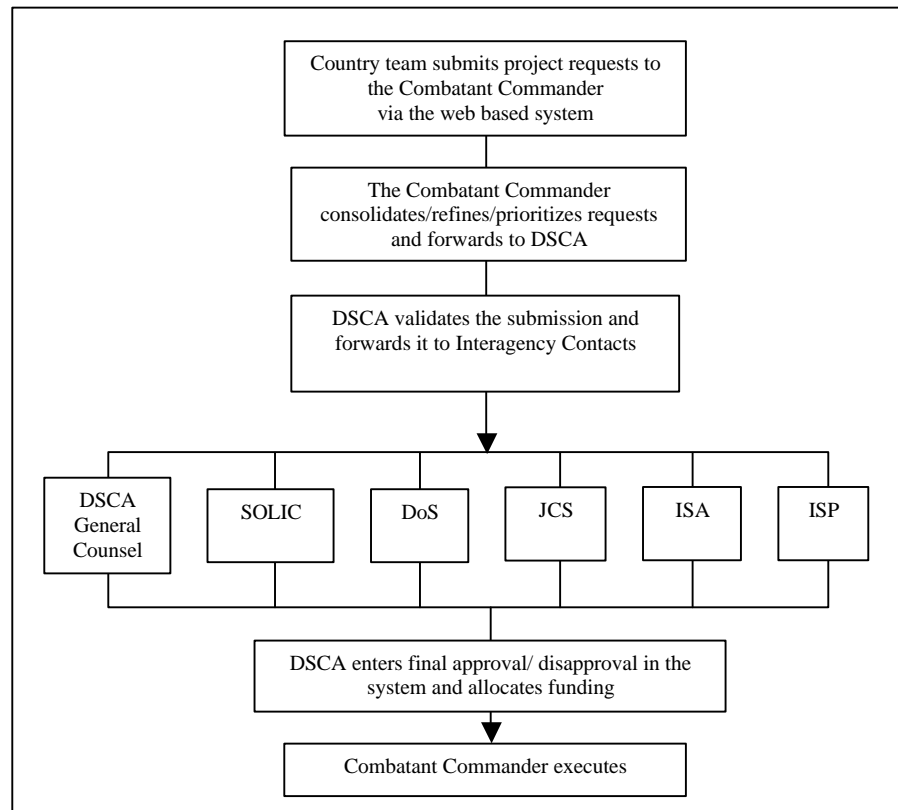 Country team submits project requests to
the Combatant Commander
via the web based system
The Combatant Commander
consolidates/refines/prioritizes requests
and forwards to DSCA
DSCA validates the submission and
forwards it to Interagency Contacts
DSCA
General
Counsel
SOLIC
DoS
JCS
ISA
ISP
DSCA enters final approval/ disapproval in the
system and allocates funding
Combatant Commander executes